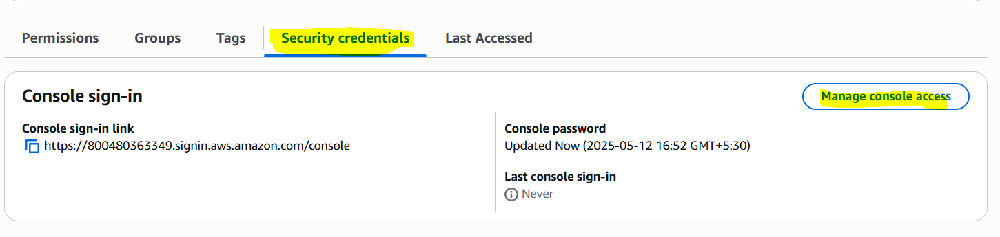 Permissions
Groups
Tags
Security credentials
Last Accessed
Console sign-in
Manage console access
Console sign-in link
https://800480363349.signin.aws.amazon.com/console
Console password
Updated Now (2025-05-12 16:52 GMT+5:30)
Last console sign-in
Never